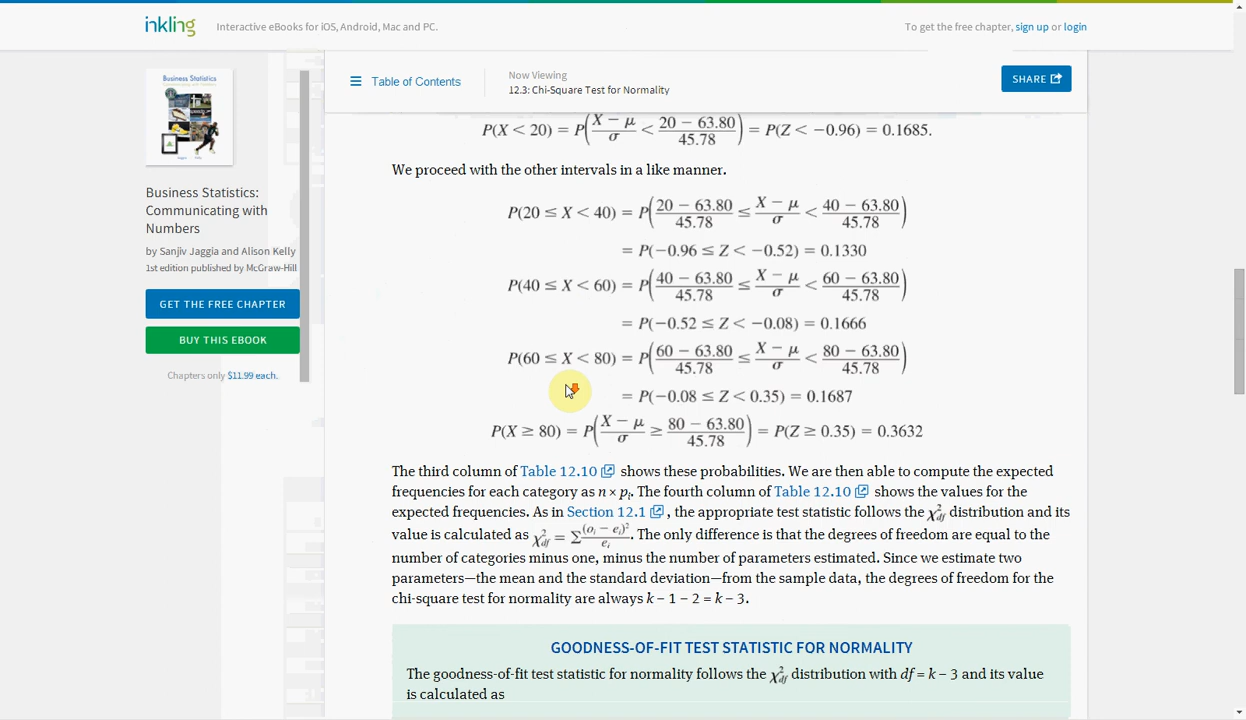 inkling
Interactive eBooks for iOS, Android, Mac and PC.
To get the free chapter, sign up or login
Business Statistics
Table of Contents
Now Viewing
12.3: Chi-Square Test for Normality
SHARE
Business Statistics:
Communicating with
Numbers
by Sanjiv Jaggia and Alison Kelly
1st edition published by McGraw-Hill
GET THE FREE CHAPTER
BUY THIS EBOOK
Chapters only $11.99 each.
P(X < 20) = P((X − μ)/σ < (20 − 63.80)/45.78) = P(Z < −0.96) = 0.1685.
We proceed with the other intervals in a like manner.
P(20 ≤ X < 40) = P((20 − 63.80)/45.78 ≤ (X − μ)/σ < (40 − 63.80)/45.78)
= P(−0.96 ≤ Z < −0.52) = 0.1330
P(40 ≤ X < 60) = P((40 − 63.80)/45.78 ≤ (X − μ)/σ < (60 − 63.80)/45.78)
= P(−0.52 ≤ Z < −0.08) = 0.1666
P(60 ≤ X < 80) = P((60 − 63.80)/45.78 ≤ (X − μ)/σ < (80 − 63.80)/45.78)
= P(−0.08 ≤ Z < 0.35) = 0.1687
P(X ≥ 80) = P((X − μ)/σ ≥ (80 − 63.80)/45.78) = P(Z ≥ 0.35) = 0.3632
The third column of Table 12.10 shows these probabilities. We are then able to compute the expected
frequencies for each category as n × pᵢ. The fourth column of Table 12.10 shows the values for the
expected frequencies. As in Section 12.1 , the appropriate test statistic follows the χ²df distribution and its
value is calculated as χ²df = Σ(oᵢ − eᵢ)²/eᵢ. The only difference is that the degrees of freedom are equal to the
number of categories minus one, minus the number of parameters estimated. Since we estimate two
parameters—the mean and the standard deviation—from the sample data, the degrees of freedom for the
chi-square test for normality are always k − 1 − 2 = k − 3.
GOODNESS-OF-FIT TEST STATISTIC FOR NORMALITY
The goodness-of-fit test statistic for normality follows the χ²df distribution with df = k − 3 and its value
is calculated as